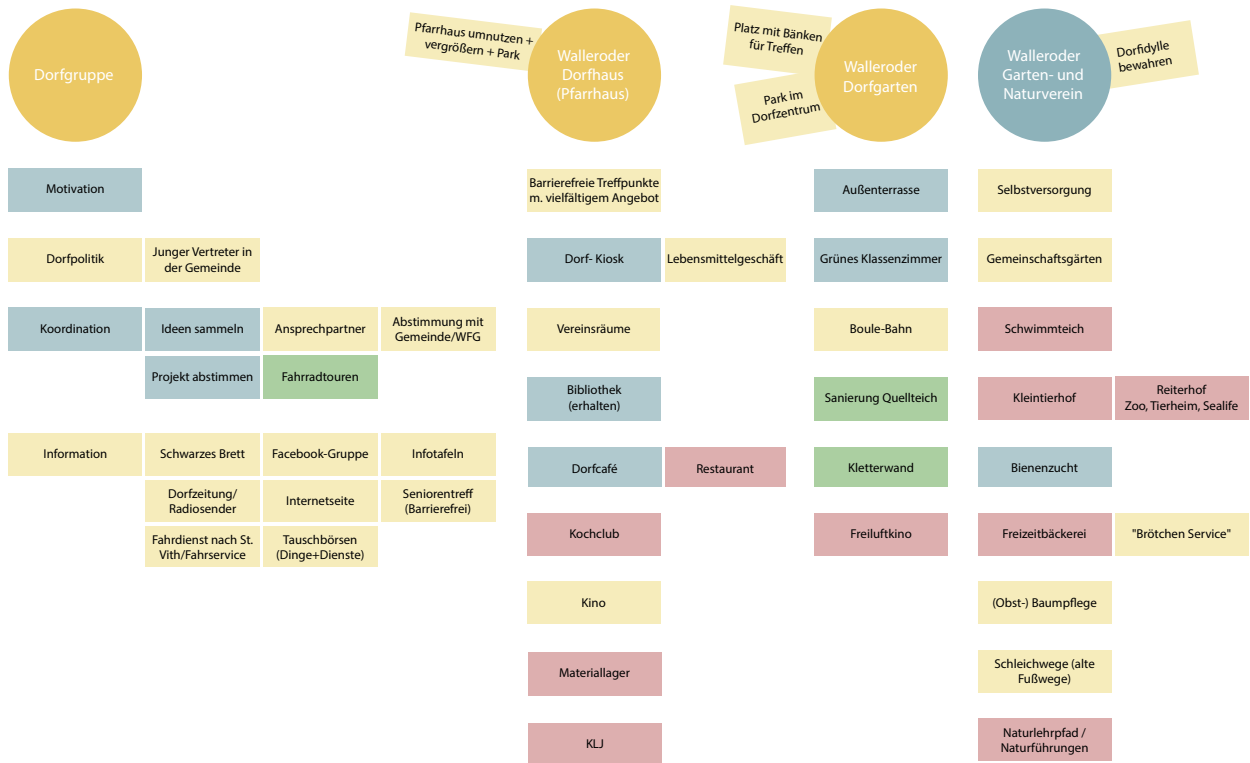 Dorfgruppe
Motivation
Dorfpolitik
Junger Vertreter in
der Gemeinde
Koordination
Ideen sammeln
Ansprechpartner
Abstimmung mit
Gemeinde/WFG
Projekt abstimmen
Fahrradtouren
Information
Schwarzes Brett
Facebook-Gruppe
Infotafeln
Dorfzeitung/
Radiosender
Internetseite
Seniorentreff
(Barrierefrei)
Fahrdienst nach St.
Vith/Fahrservice
Tauschbörsen
(Dinge+Dienste)
Pfarrhaus umnutzen +
vergrößern + Park
Walleroder
Dorfhaus
(Pfarrhaus)
Barrierefreie Treffpunkte
m. vielfältigem Angebot
Dorf- Kiosk
Lebensmittelgeschäft
Vereinsräume
Bibliothek
(erhalten)
Dorfcafé
Restaurant
Kochclub
Kino
Materiallager
KLJ
Platz mit Bänken
für Treffen
Park im
Dorfzentrum
Walleroder
Dorfgarten
Außenterrasse
Grünes Klassenzimmer
Boule-Bahn
Sanierung Quellteich
Kletterwand
Freiluftkino
Walleroder
Garten- und
Naturverein
Dorfidylle
bewahren
Selbstversorgung
Gemeinschaftsgärten
Schwimmteich
Kleintierhof
Reiterhof
Zoo, Tierheim, Sealife
Bienenzucht
Freizeitbäckerei
"Brötchen Service"
(Obst-) Baumpflege
Schleichwege (alte
Fußwege)
Naturlehrpfad /
Naturführungen